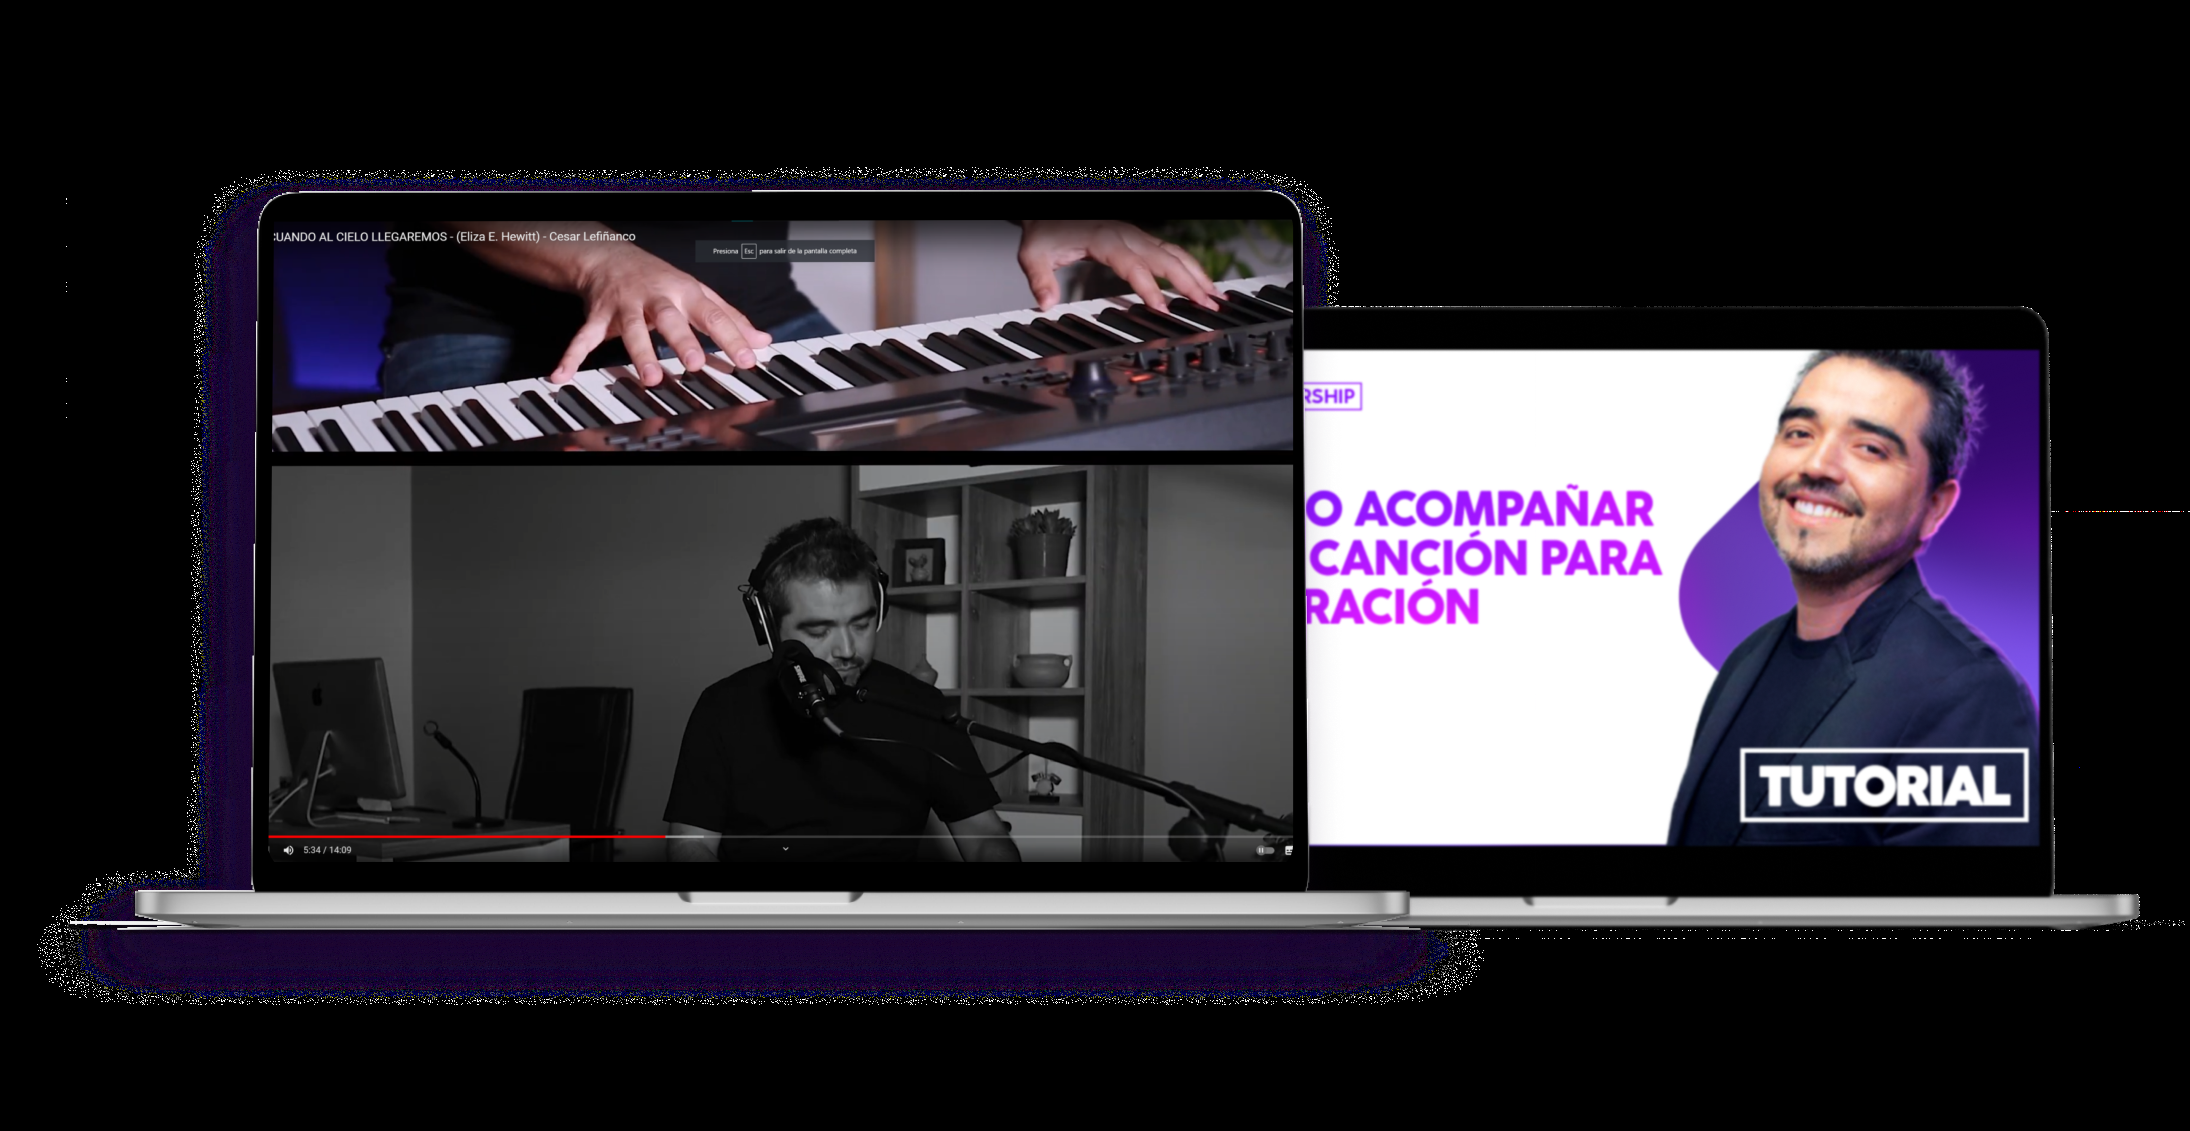 CUANDO AL CIELO LLEGAREMOS - (Eliza E. Hewitt) - Cesar Lefiñanco
Presiona Esc para salir de la pantalla completa
5:34 / 14:09
RSHIP
O ACOMPAÑAR
CANCIÓN PARA
RACIÓN
TUTORIAL